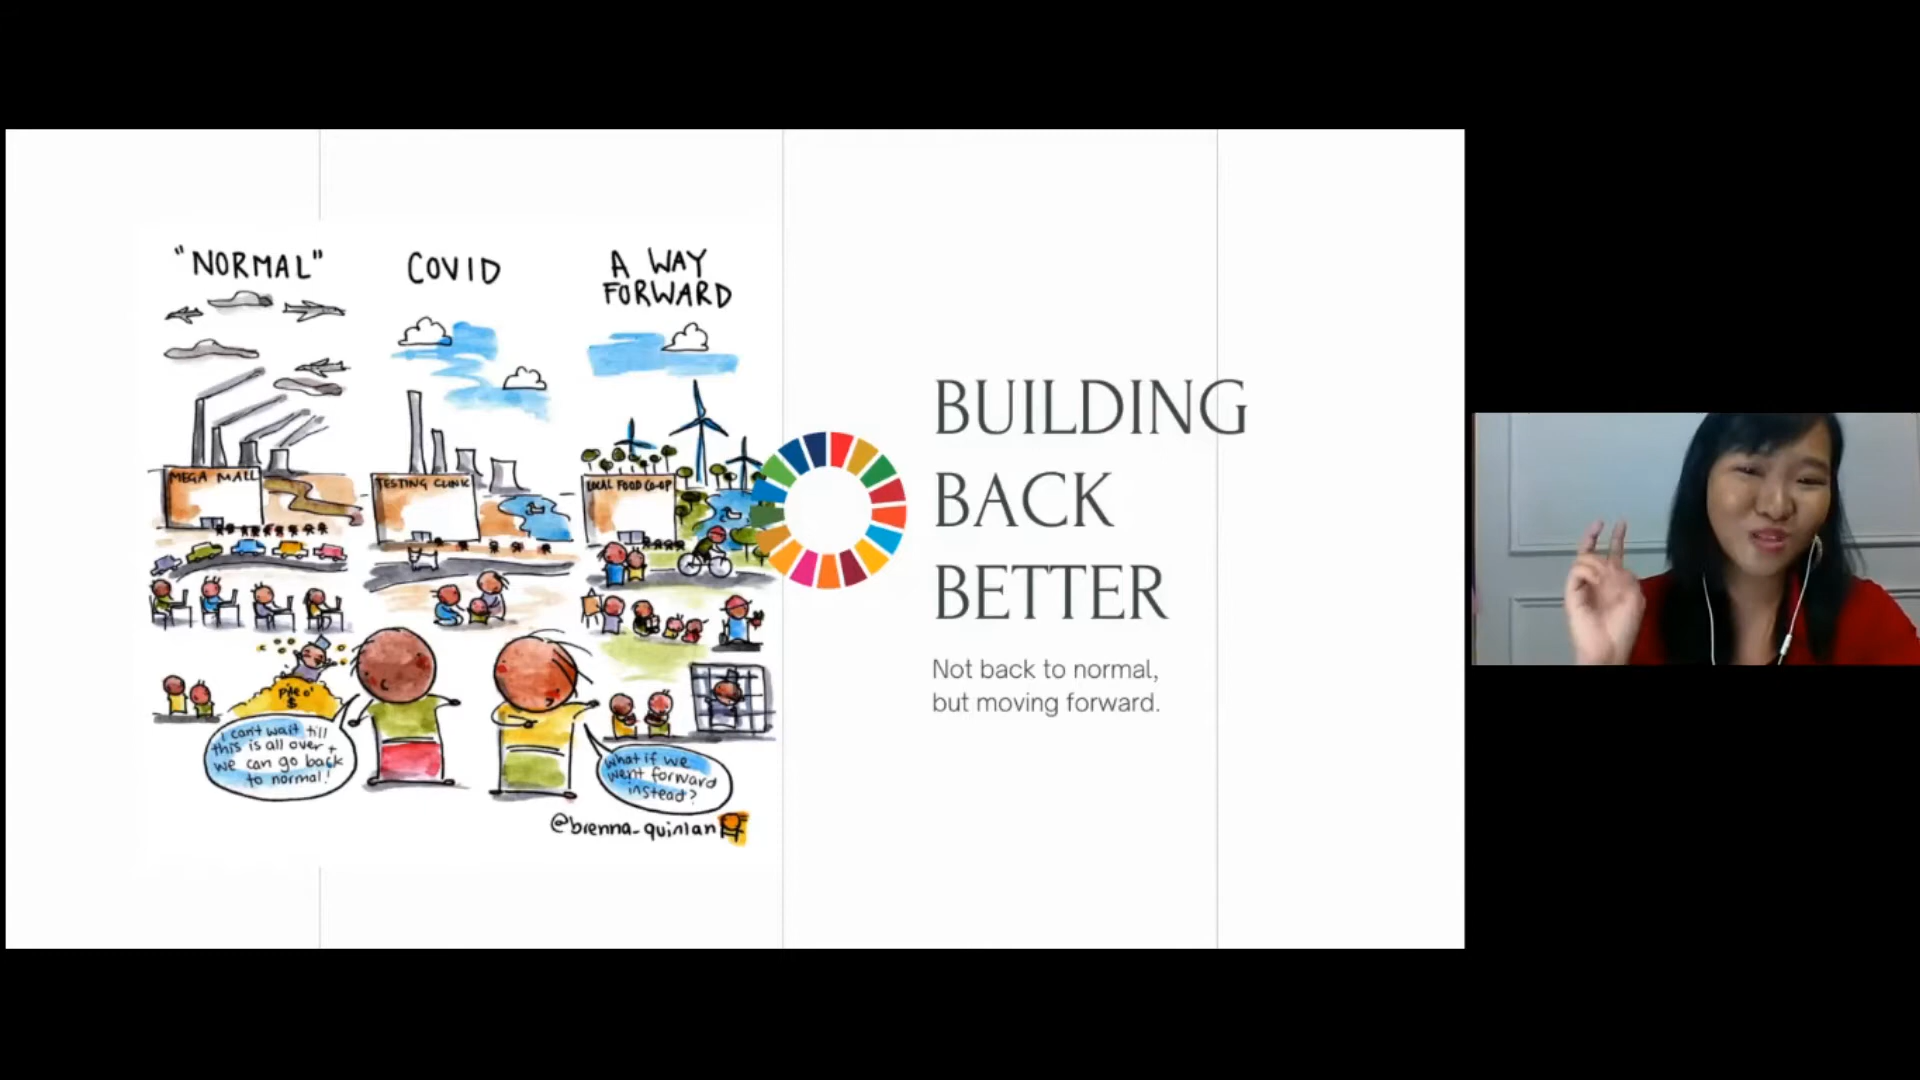 "NORMAL"
COVID
A WAY
FORWARD
MEGA MALL
TESTING CLINIC
LOCAL FOOD CO-OP
PILE O'
$
I can't wait till
this is all over +
we can go back
to normal!
what if we
went forward
instead?
@brenna_quinlan
BUILDING
BACK
BETTER
Not back to normal,
but moving forward.